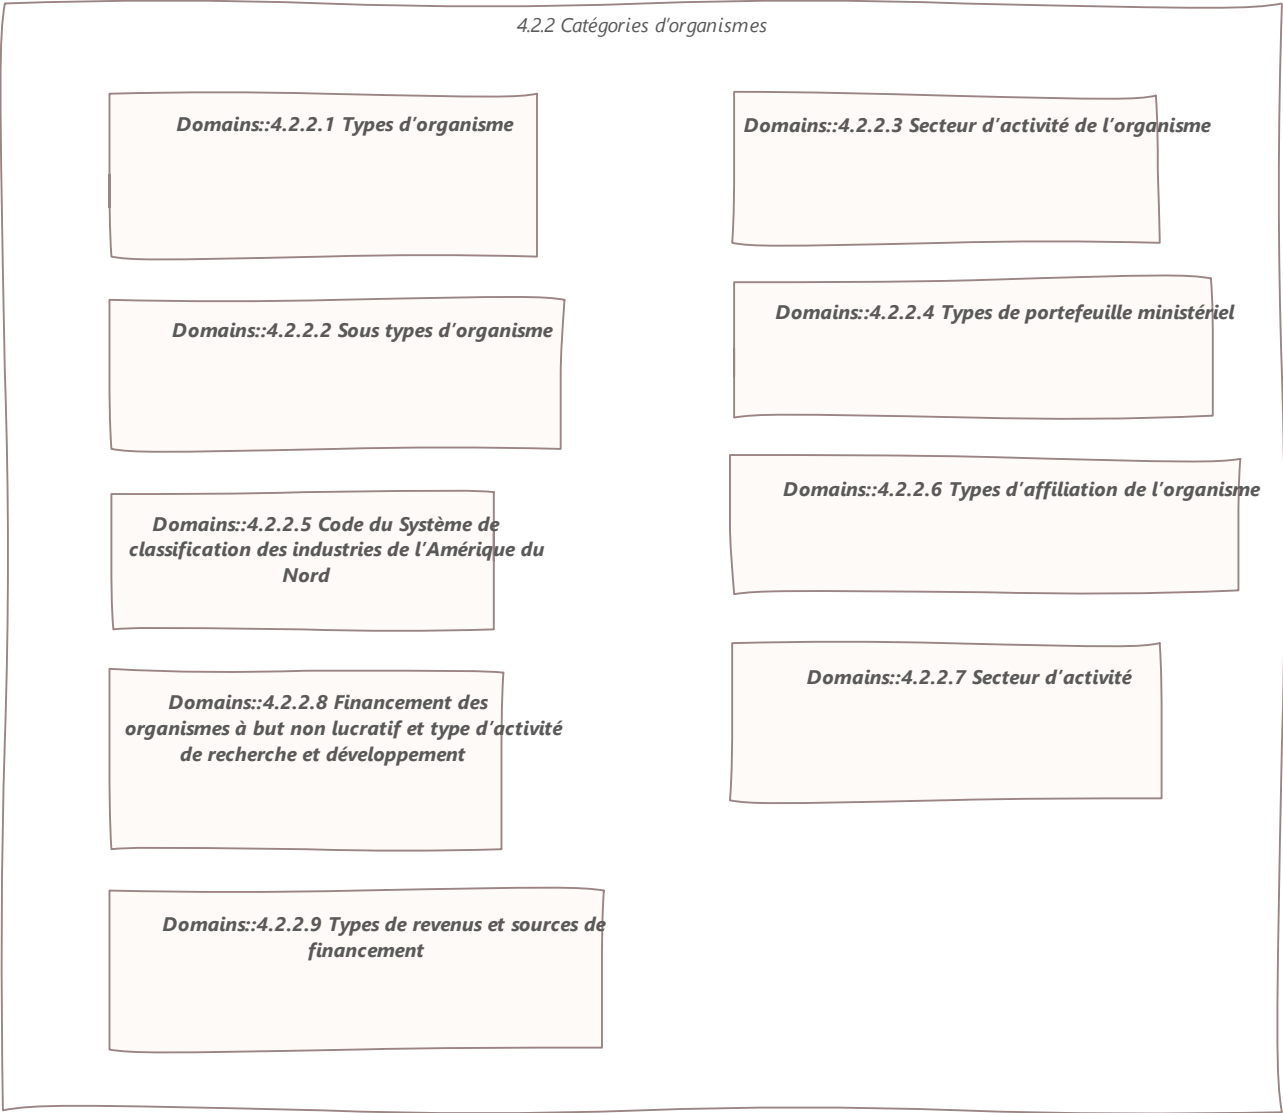 4.2.2 Catégories d'organismes
Domains::4.2.2.1 Types d'organisme
Domains::4.2.2.2 Sous types d'organisme
Domains::4.2.2.5 Code du Système de
classification des industries de l'Amérique du
Nord
Domains::4.2.2.8 Financement des
organismes à but non lucratif et type d'activité
de recherche et développement
Domains::4.2.2.9 Types de revenus et sources de
financement
Domains::4.2.2.3 Secteur d'activité de l'organisme
Domains::4.2.2.4 Types de portefeuille ministériel
Domains::4.2.2.6 Types d'affiliation de l'organisme
Domains::4.2.2.7 Secteur d'activité